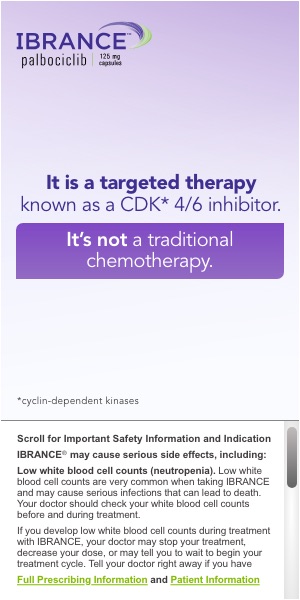 IBRANCE™
palbociclib | 125 mg capsules
It is a targeted therapy
known as a CDK* 4/6 inhibitor.
It's not a traditional
chemotherapy.
*cyclin-dependent kinases
Scroll for Important Safety Information and Indication
IBRANCE® may cause serious side effects, including:
Low white blood cell counts (neutropenia). Low white
blood cell counts are very common when taking IBRANCE
and may cause serious infections that can lead to death.
Your doctor should check your white blood cell counts
before and during treatment.
If you develop low white blood cell counts during treatment
with IBRANCE, your doctor may stop your treatment,
decrease your dose, or may tell you to wait to begin your
treatment cycle. Tell your doctor right away if you have
Full Prescribing Information and Patient Information